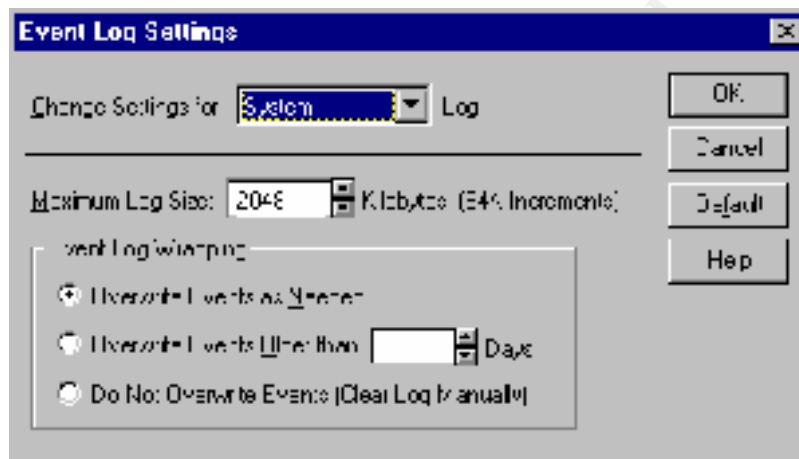 Event Log Settings
Change Settings for System Log
OK
Cancel
Maximum Log Size: 2048 Kilobytes (64K Increments)
Default
Event Log Wrapping
Help
Overwrite Events as Needed
Overwrite Events Older than Days
Do Not Overwrite Events (Clear Log Manually)